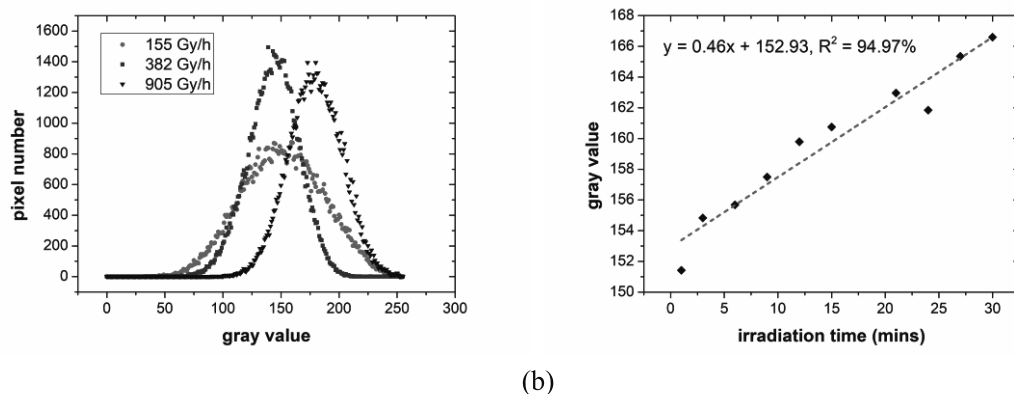 1600
1400
1200
1000
800
600
400
200
0
pixel number
155 Gy/h
382 Gy/h
905 Gy/h
0 50 100 150 200 250 300
gray value
168
166
164
162
160
158
156
154
152
150
gray value
y = 0.46x + 152.93, R² = 94.97%
0 5 10 15 20 25 30
irradiation time (mins)
(b)